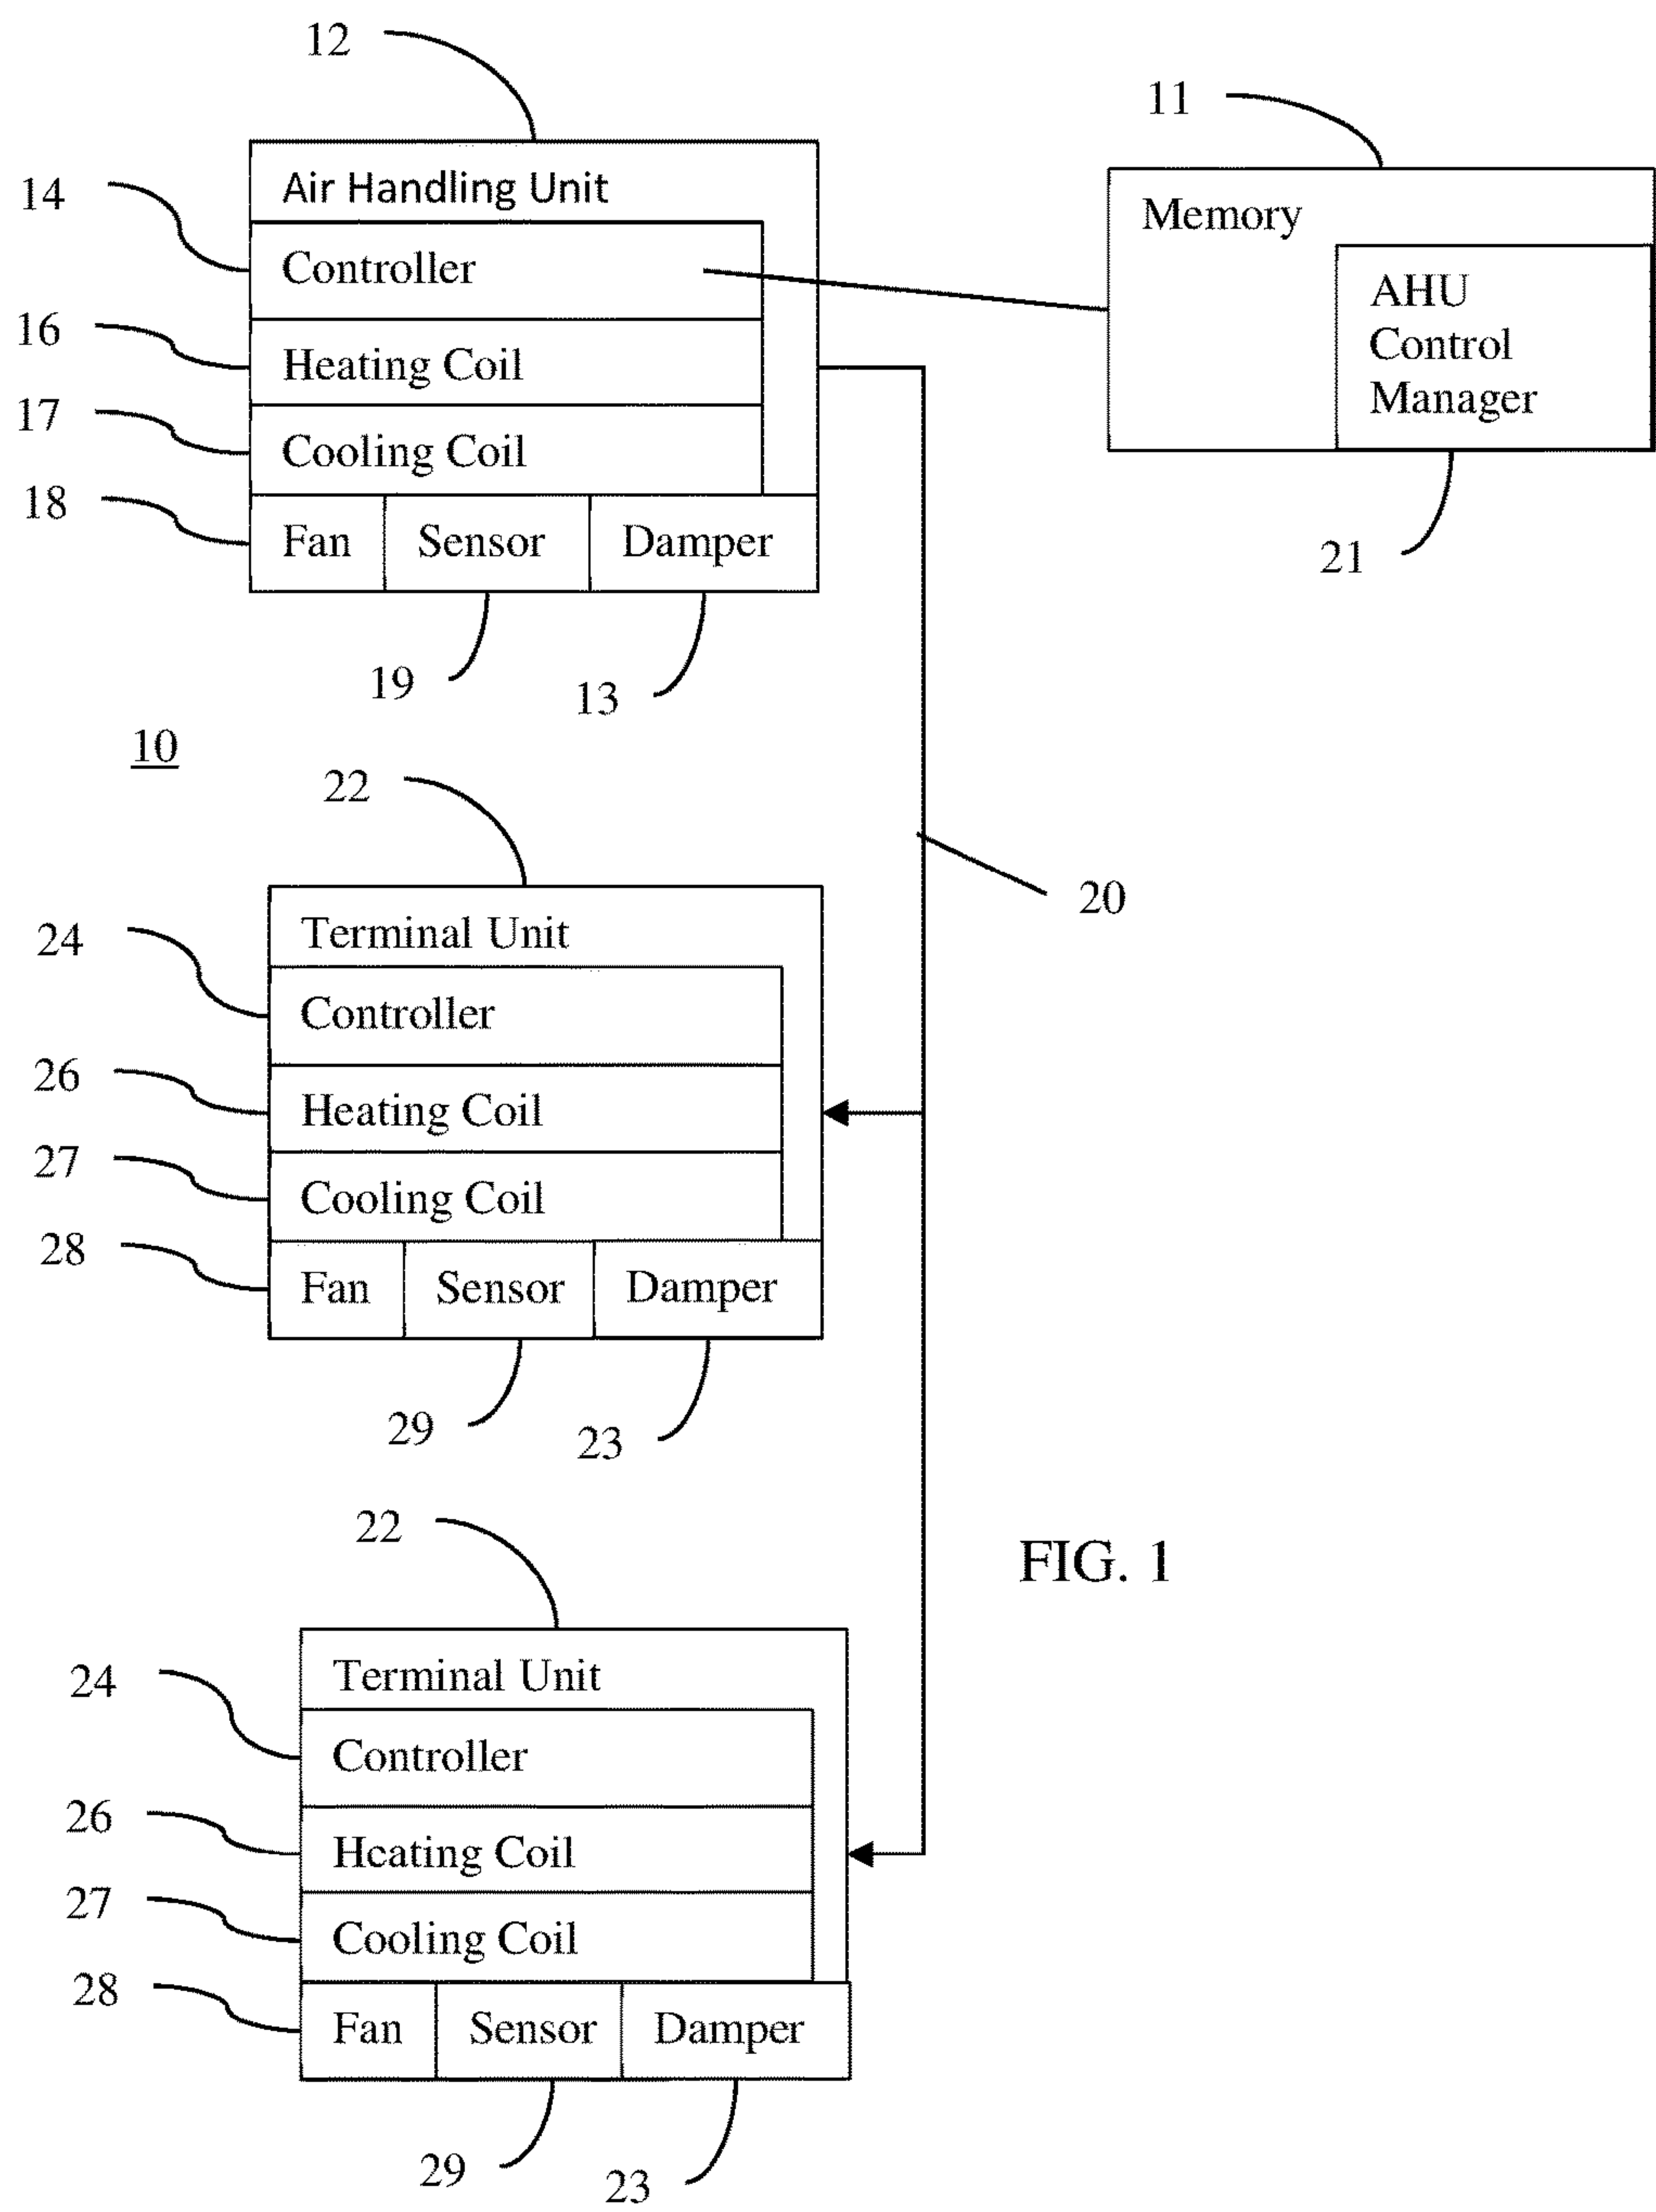 12
11
Air Handling Unit
14
Memory
Controller
AHU
Control
Manager
16
Heating Coil
17
Cooling Coil
18
Fan
Sensor
Damper
21
19
13
10
22
20
Terminal Unit
24
Controller
26
Heating Coil
27
Cooling Coil
28
Fan
Sensor
Damper
29
23
22
FIG. 1
Terminal Unit
24
Controller
26
Heating Coil
27
Cooling Coil
28
Fan
Sensor
Damper
29
23